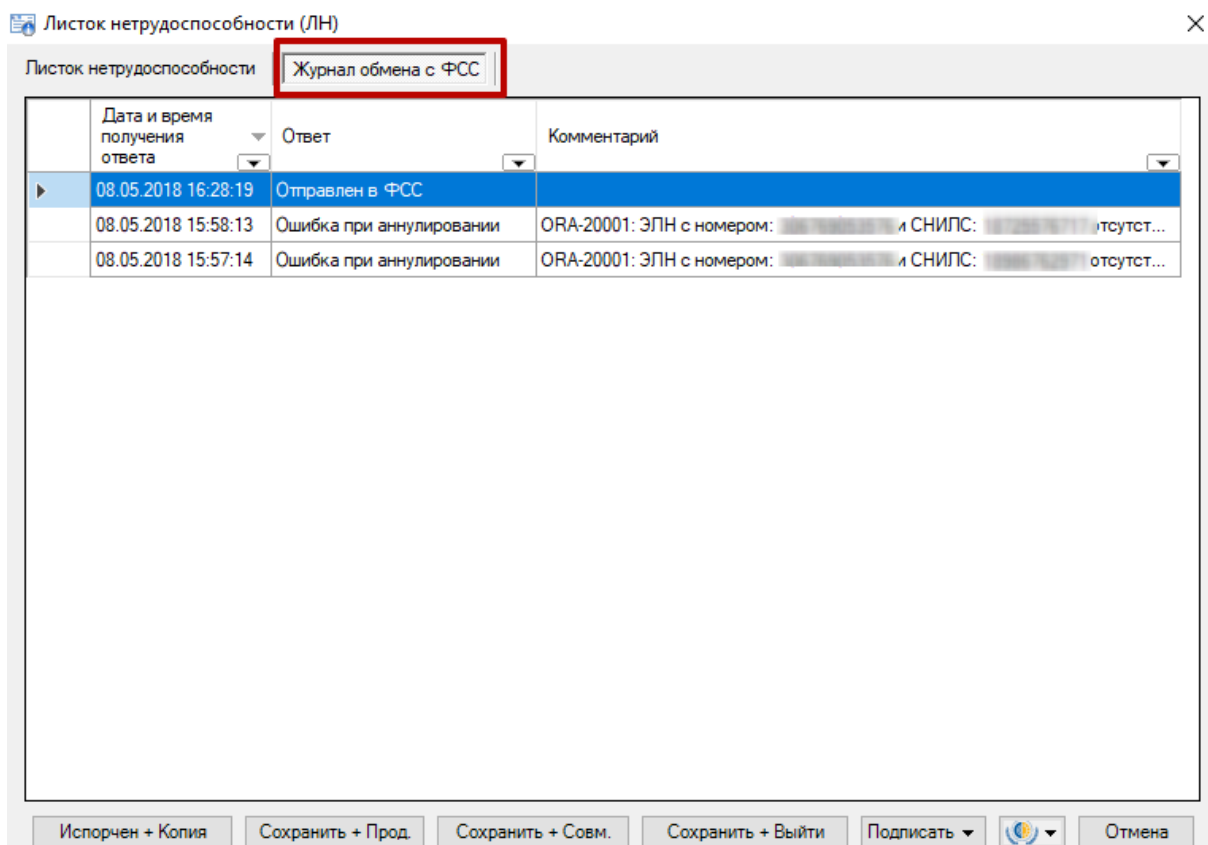 Листок нетрудоспособности (ЛН)
Листок нетрудоспособности Журнал обмена с ФСС
Дата и время получения ответа Ответ Комментарий
08.05.2018 16:28:19 Отправлен в ФСС
08.05.2018 15:58:13 Ошибка при аннулировании ORA-20001: ЭЛН с номером: и СНИЛС: отсутст...
08.05.2018 15:57:14 Ошибка при аннулировании ORA-20001: ЭЛН с номером: и СНИЛС: отсутст...
Испорчен + Копия Сохранить + Прод. Сохранить + Совм. Сохранить + Выйти Подписать Отмена